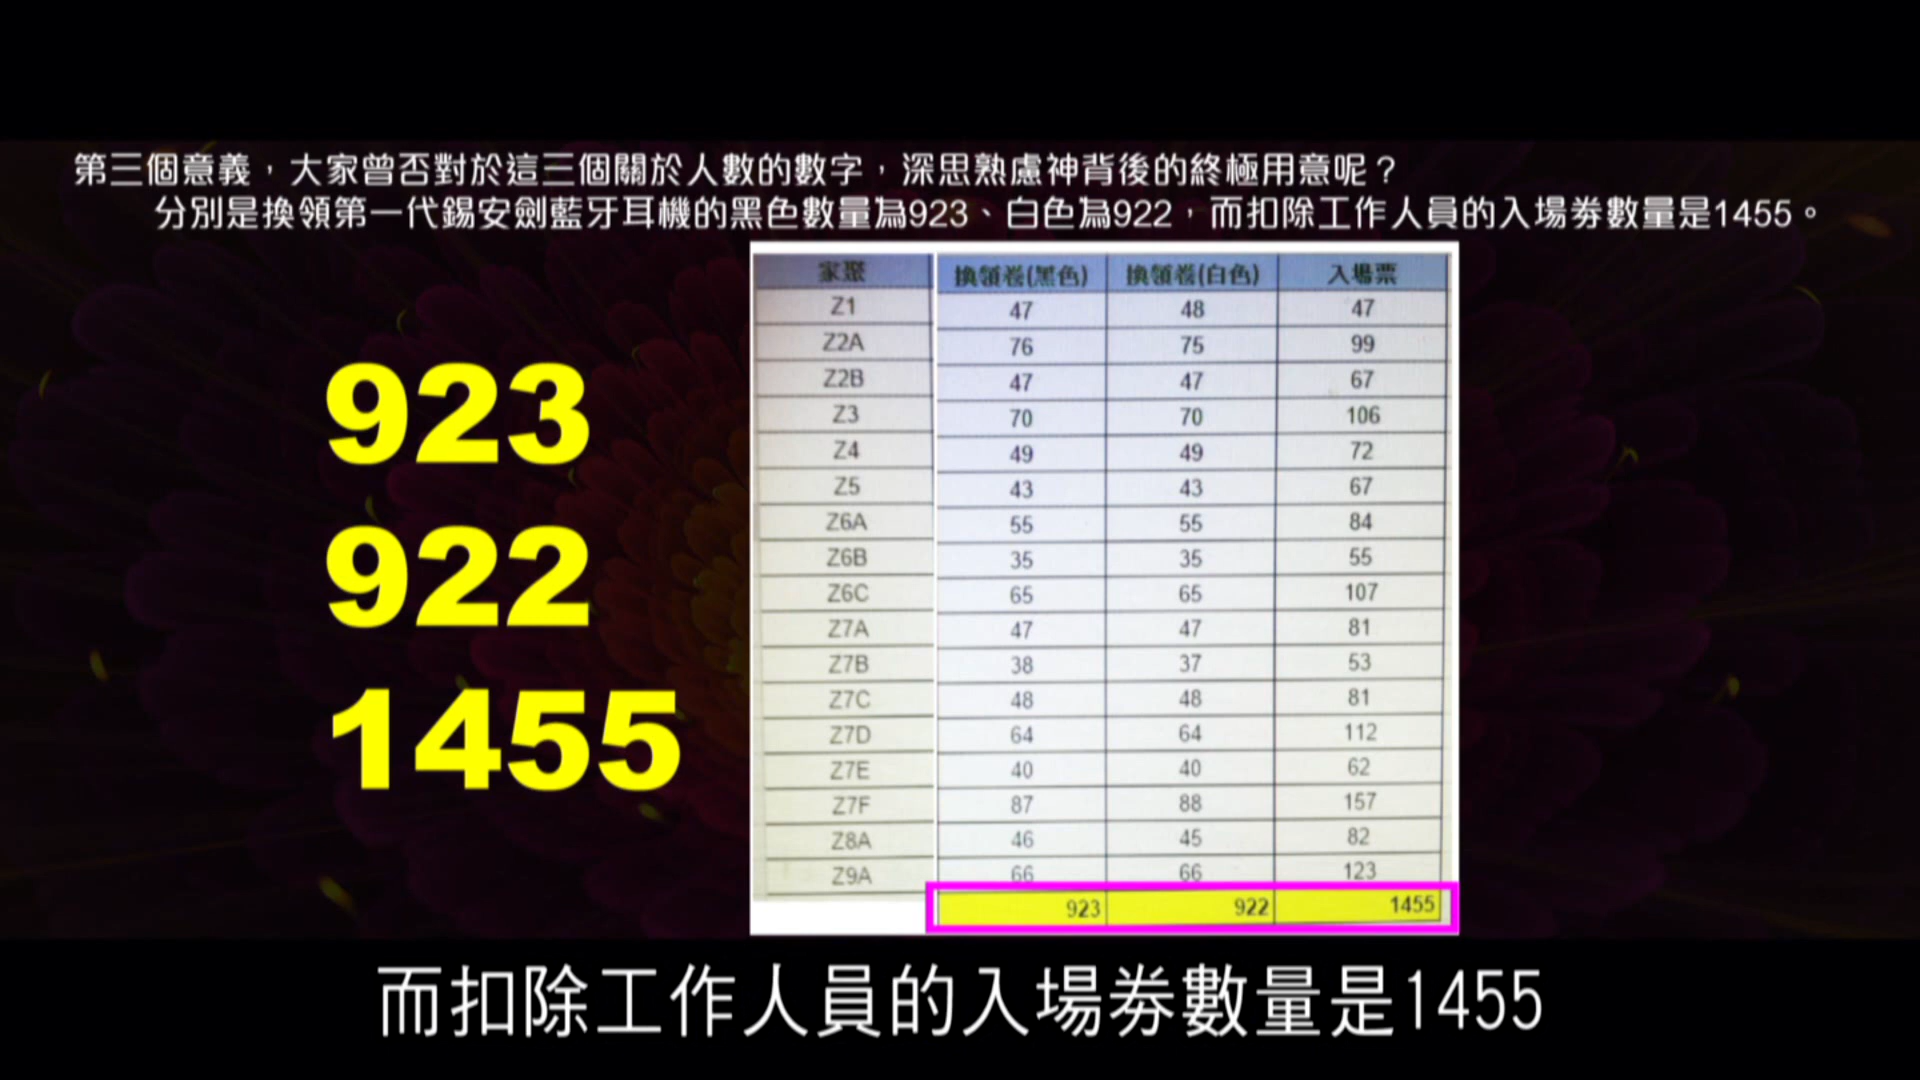 第三個意義，大家曾否對於這三個關於人數的數字，深思熟慮神背後的終極用意呢？
分別是換領第一代錫安劍藍牙耳機的黑色數量為923、白色為922，而扣除工作人員的入場券數量是1455。
923
922
1455
家聚 換領卷(黑色) 換領卷(白色) 入場票
Z1 47 48 47
Z2A 76 75 99
Z2B 47 47 67
Z3 70 70 106
Z4 49 49 72
Z5 43 43 67
Z6A 55 55 84
Z6B 35 35 55
Z6C 65 65 107
Z7A 47 47 81
Z7B 38 37 53
Z7C 48 48 81
Z7D 64 64 112
Z7E 40 40 62
Z7F 87 88 157
Z8A 46 45 82
Z9A 66 66 123
923 922 1455
而扣除工作人員的入場券數量是1455